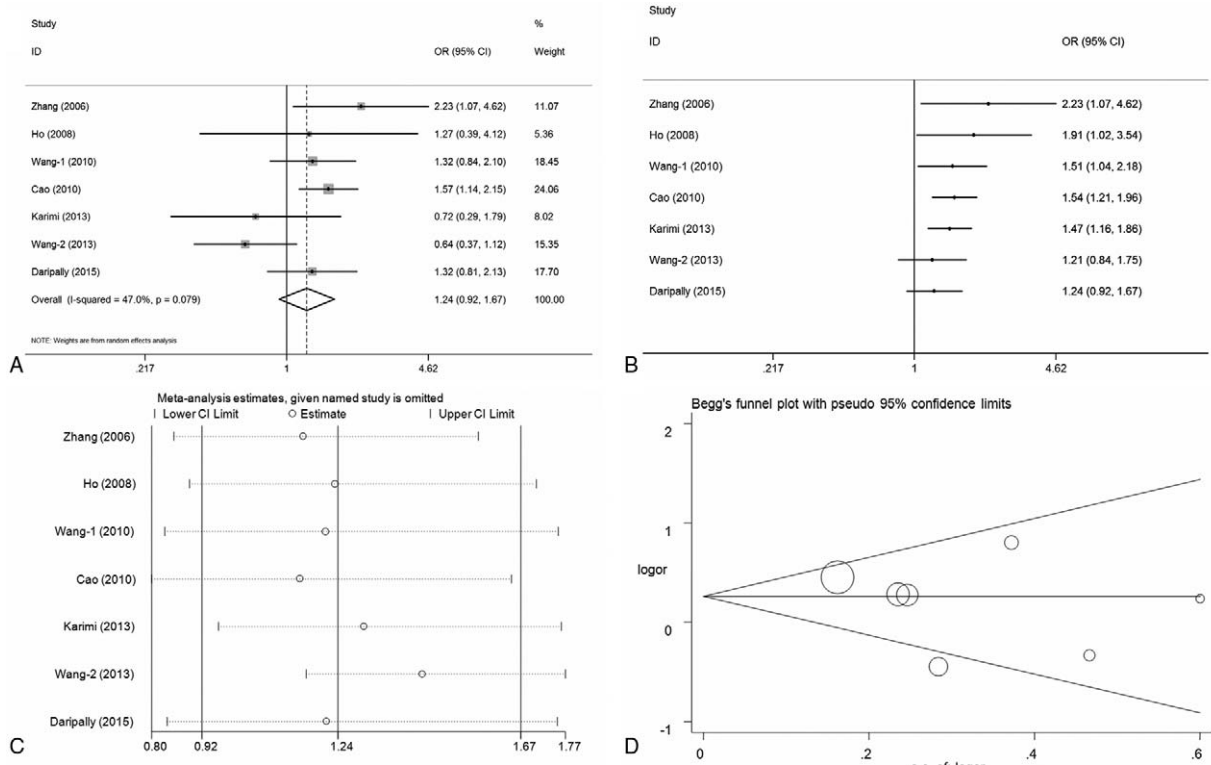 Study %
ID OR (95% CI) Weight
Zhang (2006) 2.23 (1.07, 4.62) 11.07
Ho (2008) 1.27 (0.39, 4.12) 5.36
Wang-1 (2010) 1.32 (0.84, 2.10) 18.45
Cao (2010) 1.57 (1.14, 2.15) 24.06
Karimi (2013) 0.72 (0.29, 1.79) 8.02
Wang-2 (2013) 0.64 (0.37, 1.12) 15.35
Daripally (2015) 1.32 (0.81, 2.13) 17.70
Overall (I-squared = 47.0%, p = 0.079) 1.24 (0.92, 1.67) 100.00
NOTE: Weights are from random effects analysis
A
.217 1 4.62
Study
ID OR (95% CI)
Zhang (2006) 2.23 (1.07, 4.62)
Ho (2008) 1.91 (1.02, 3.54)
Wang-1 (2010) 1.51 (1.04, 2.18)
Cao (2010) 1.54 (1.21, 1.96)
Karimi (2013) 1.47 (1.16, 1.86)
Wang-2 (2013) 1.21 (0.84, 1.75)
Daripally (2015) 1.24 (0.92, 1.67)
B
.217 1 4.62
Meta-analysis estimates, given named study is omitted
Lower CI Limit Estimate Upper CI Limit
Zhang (2006)
Ho (2008)
Wang-1 (2010)
Cao (2010)
Karimi (2013)
Wang-2 (2013)
Daripally (2015)
C
0.80 0.92 1.24 1.67 1.77
Begg's funnel plot with pseudo 95% confidence limits
2
1
logor
0
-1
D
0 .2 .4 .6